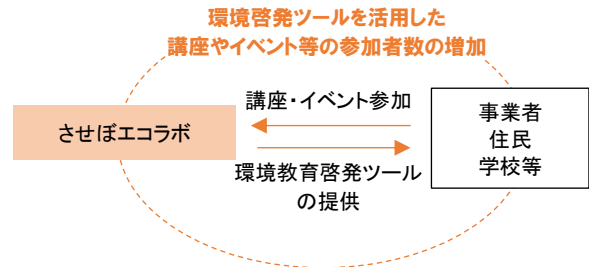 環境啓発ツールを活用した
講座やイベント等の参加者数の増加
させぼエコラボ
講座・イベント参加
環境教育啓発ツール
の提供
事業者
住民
学校等